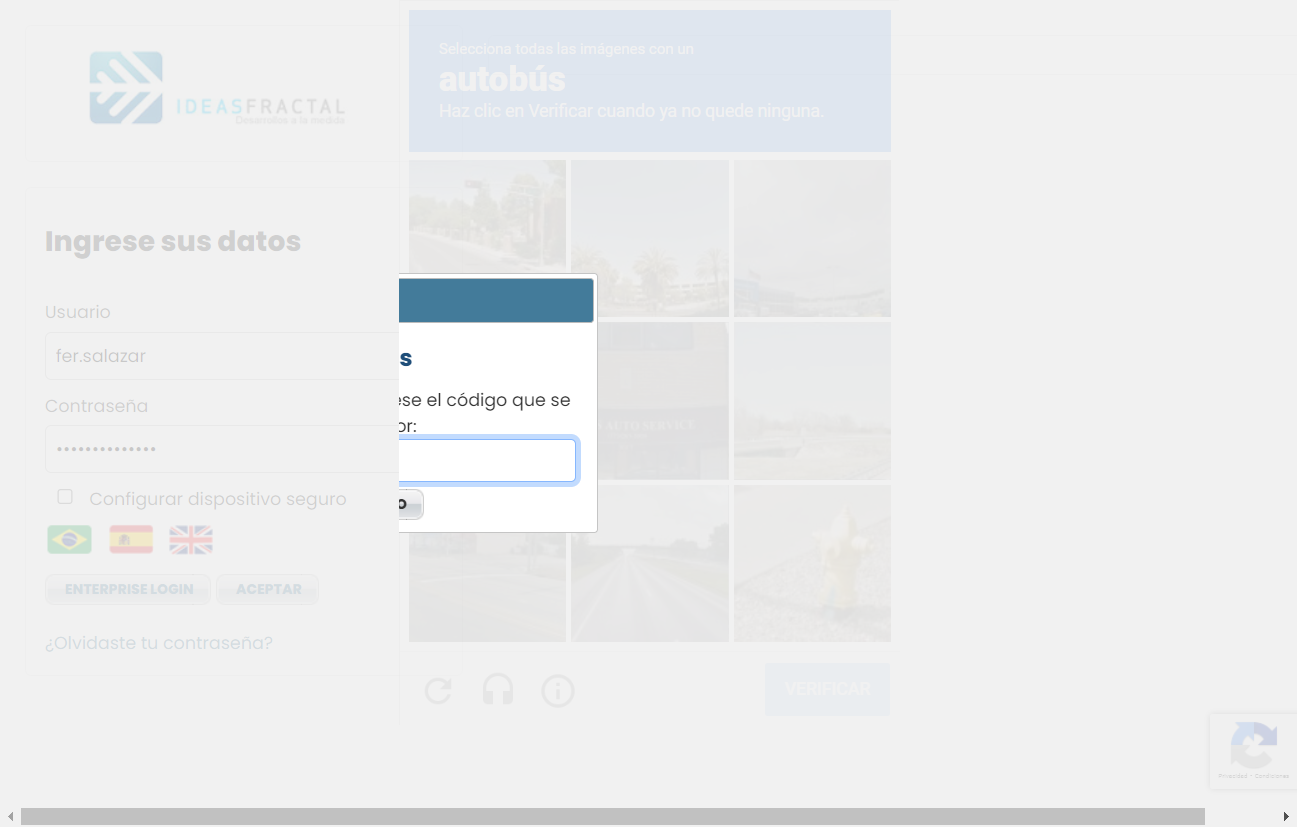 Selecciona todas las imágenes con un
autobús
Haz clic en Verificar cuando ya no quede ninguna.
IDEASFRACTAL
Desarrollos a la medida
Ingrese sus datos
Usuario
fer.salazar
Contraseña
••••••••••••••
Configurar dispositivo seguro
ENTERPRISE LOGIN
ACEPTAR
¿Olvidaste tu contraseña?
s
ese el código que se
or:
o
AUTO SERVICE
VERIFICAR
Privacidad - Condiciones